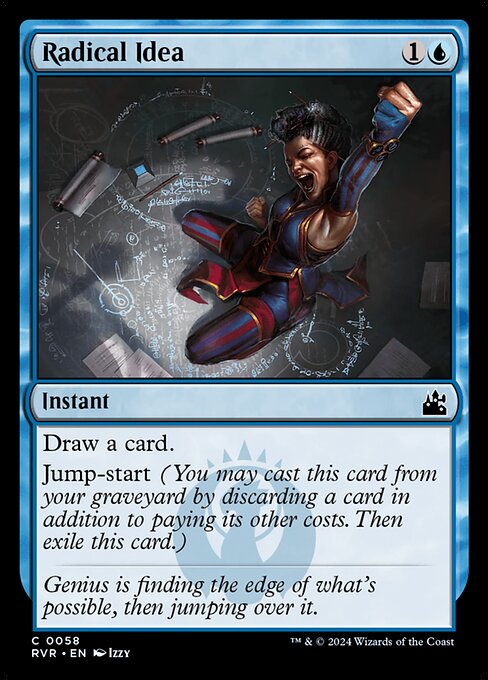 Radical Idea 1
Instant
Draw a card.
Jump-start (You may cast this card from
your graveyard by discarding a card in
addition to paying its other costs. Then
exile this card.)
Genius is finding the edge of what's
possible, then jumping over it.
C 0058
RVR • EN Izzy
™ & © 2024 Wizards of the Coast